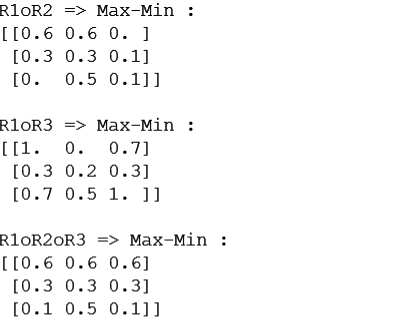 R1oR2 => Max-Min :
[[0.6 0.6 0. ]
 [0.3 0.3 0.1]
 [0.  0.5 0.1]]
R1oR3 => Max-Min :
[[1.  0.  0.7]
 [0.3 0.2 0.3]
 [0.7 0.5 1. ]]
R1oR2oR3 => Max-Min :
[[0.6 0.6 0.6]
 [0.3 0.3 0.3]
 [0.1 0.5 0.1]]